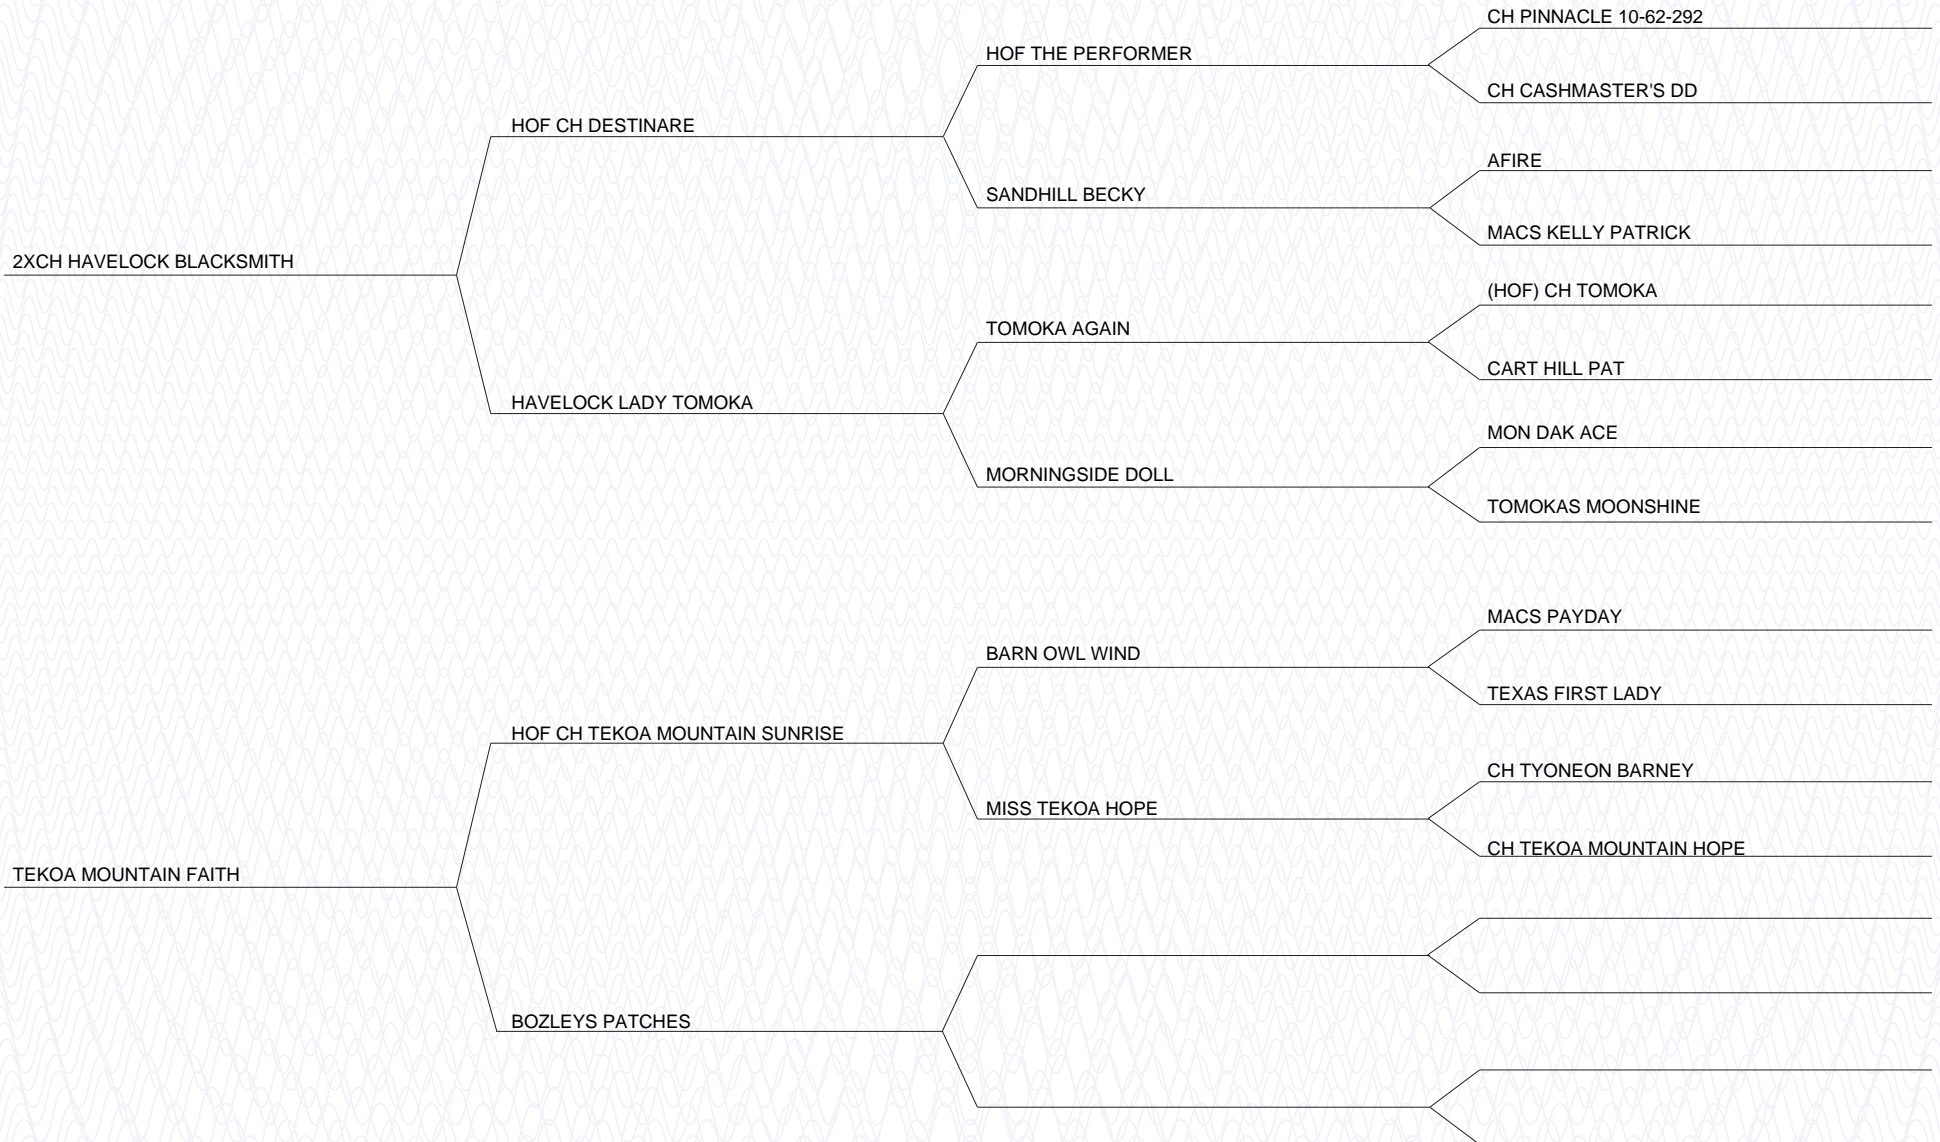 CH PINNACLE 10-62-292
HOF THE PERFORMER
CH CASHMASTER'S DD
HOF CH DESTINARE
AFIRE
SANDHILL BECKY
MACS KELLY PATRICK
2XCH HAVELOCK BLACKSMITH
(HOF) CH TOMOKA
TOMOKA AGAIN
CART HILL PAT
HAVELOCK LADY TOMOKA
MON DAK ACE
MORNINGSIDE DOLL
TOMOKAS MOONSHINE
MACS PAYDAY
BARN OWL WIND
TEXAS FIRST LADY
HOF CH TEKOA MOUNTAIN SUNRISE
CH TYONEON BARNEY
MISS TEKOA HOPE
CH TEKOA MOUNTAIN HOPE
TEKOA MOUNTAIN FAITH
BOZLEYS PATCHES